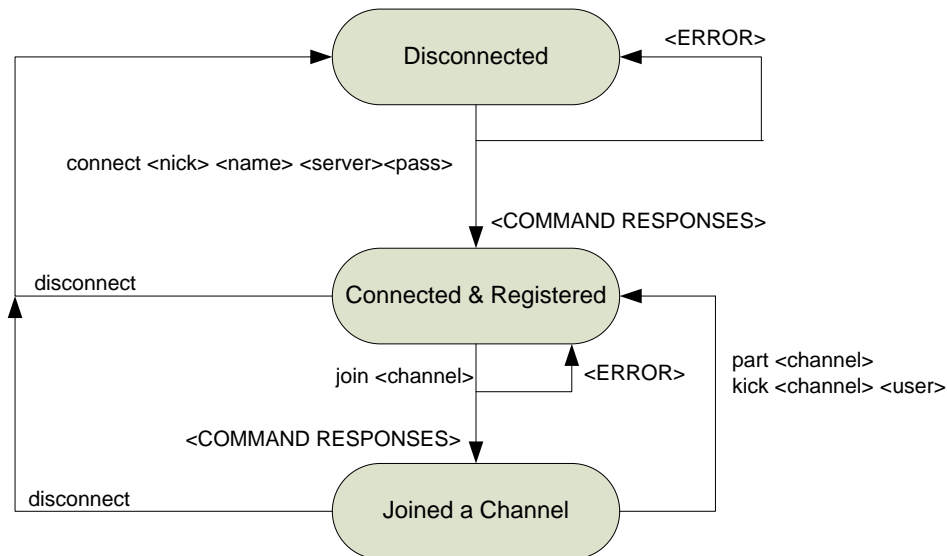 <ERROR>
Disconnected
connect <nick> <name> <server><pass>
<COMMAND RESPONSES>
disconnect
Connected & Registered
part <channel>
kick <channel> <user>
join <channel>
<ERROR>
<COMMAND RESPONSES>
disconnect
Joined a Channel